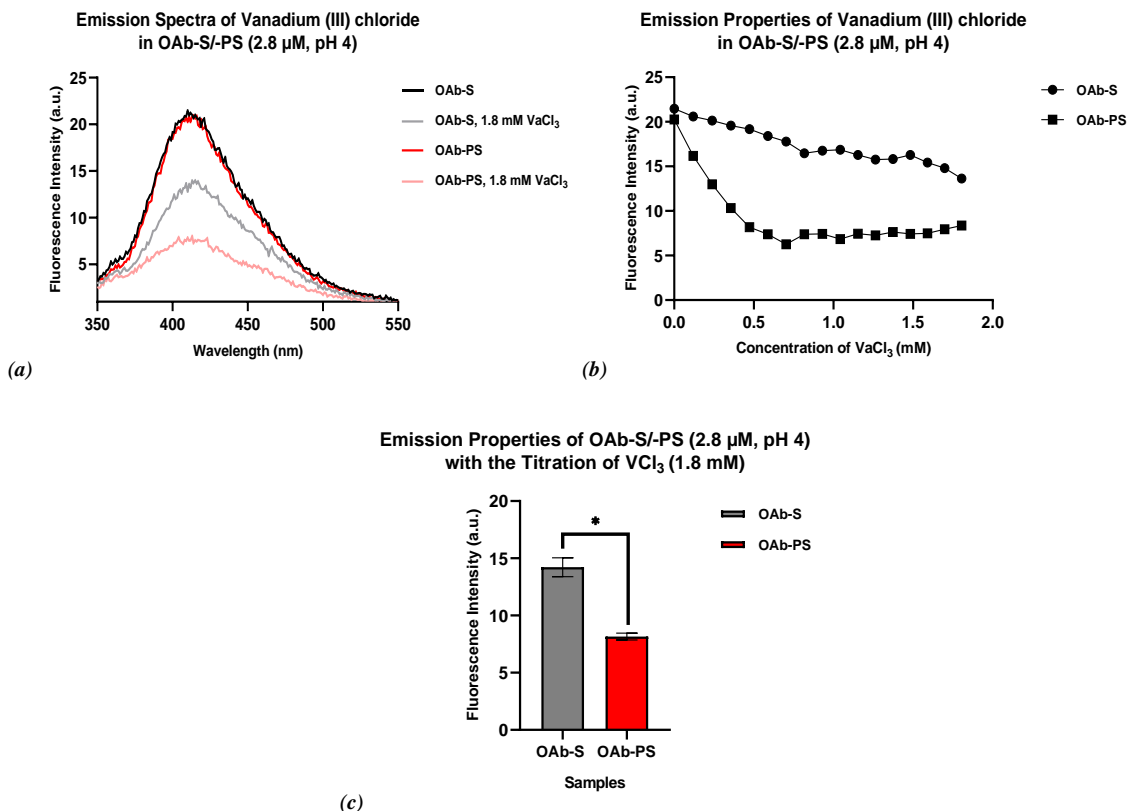 Emission Spectra of Vanadium (III) chloride
in OAb-S/-PS (2.8 µM, pH 4)
Fluorescence Intensity (a.u.)
25
20
15
10
5
350
400
450
500
550
Wavelength (nm)
OAb-S
OAb-S, 1.8 mM VaCl₃
OAb-PS
OAb-PS, 1.8 mM VaCl₃
(a)
Emission Properties of Vanadium (III) chloride
in OAb-S/-PS (2.8 µM, pH 4)
Fluorescence Intensity (a.u.)
25
20
15
10
5
0
0.0
0.5
1.0
1.5
2.0
Concentration of VaCl₃ (mM)
OAb-S
OAb-PS
(b)
Emission Properties of OAb-S/-PS (2.8 µM, pH 4)
with the Titration of VCl₃ (1.8 mM)
Fluorescence Intensity (a.u.)
20
15
10
5
0
*
OAb-S
OAb-PS
Samples
OAb-S
OAb-PS
(c)